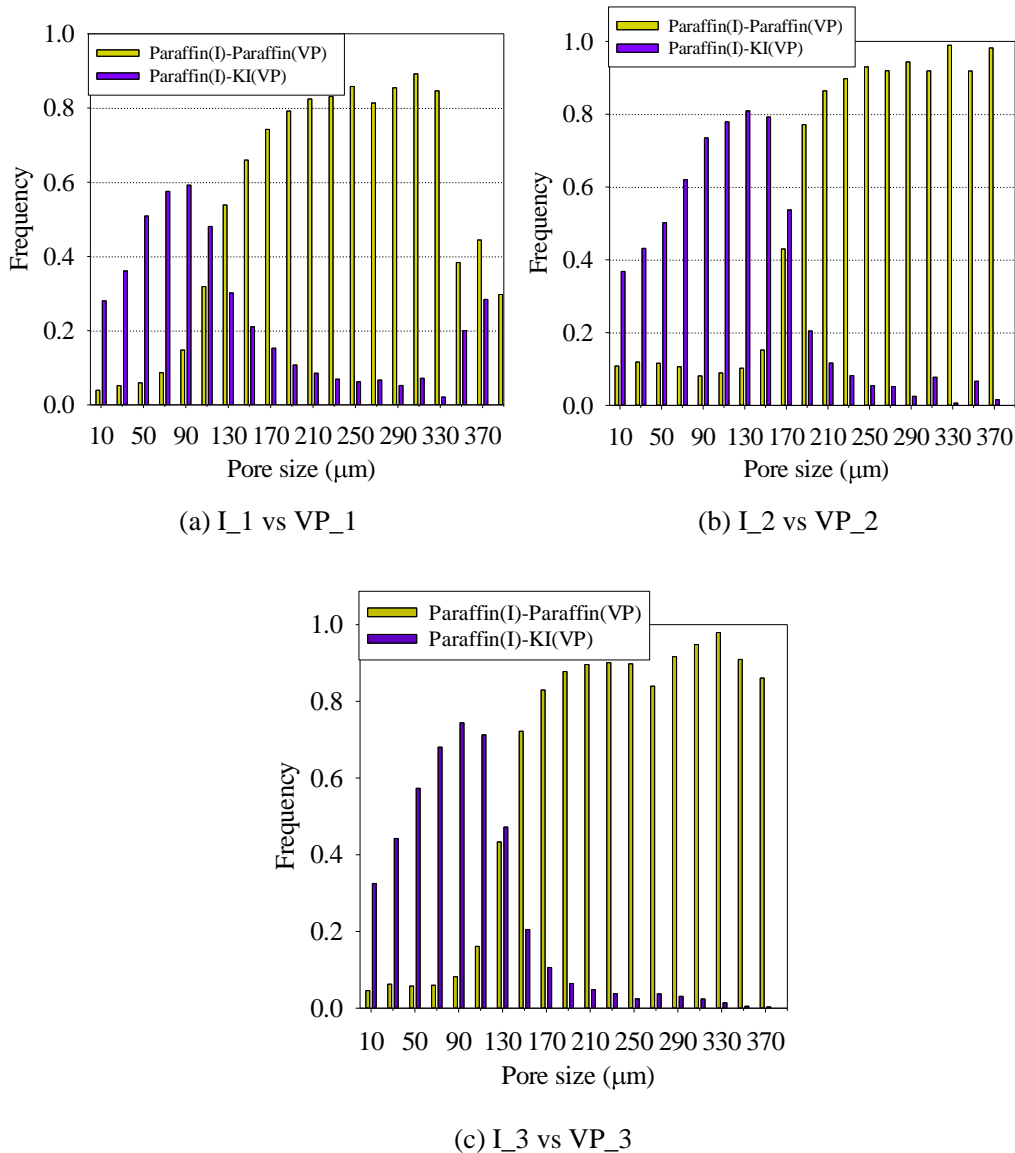 Paraffin(I)-Paraffin(VP)
Paraffin(I)-KI(VP)
Frequency
1.0
0.8
0.6
0.4
0.2
0.0
10 50 90 130 170 210 250 290 330 370
Pore size (μm)
(a) I_1 vs VP_1
Paraffin(I)-Paraffin(VP)
Paraffin(I)-KI(VP)
Frequency
1.0
0.8
0.6
0.4
0.2
0.0
10 50 90 130 170 210 250 290 330 370
Pore size (μm)
(b) I_2 vs VP_2
Paraffin(I)-Paraffin(VP)
Paraffin(I)-KI(VP)
Frequency
1.0
0.8
0.6
0.4
0.2
0.0
10 50 90 130 170 210 250 290 330 370
Pore size (μm)
(c) I_3 vs VP_3